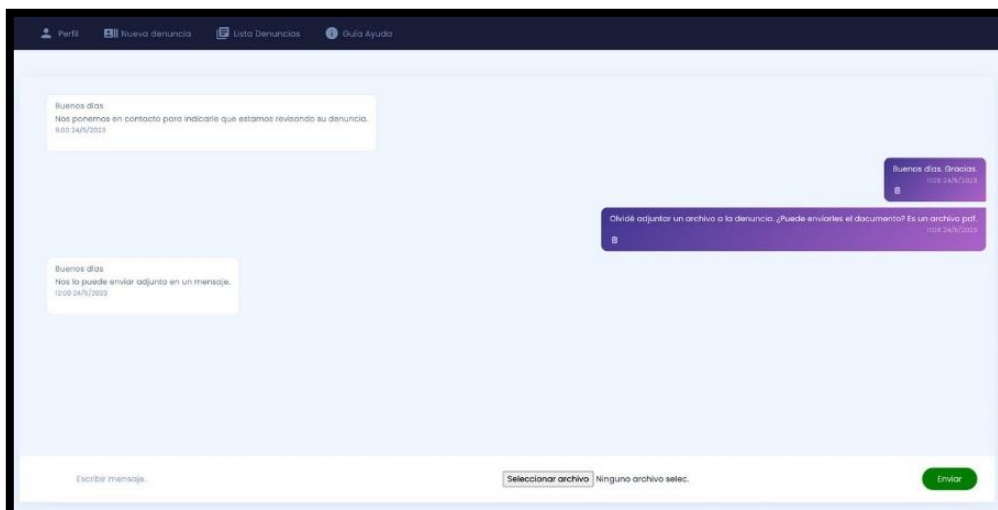 Perfil Nueva denuncia Lista Denuncias Guía Ayuda
Buenos días
Nos ponemos en contacto para indicarle que estamos revisando su denuncia.
9:00 24/5/2023
Buenos días. Gracias.
11:05 24/5/2023
Olvidé adjuntar un archivo a la denuncia. ¿Puede enviarles el documento? Es un archivo pdf.
24/5/2023
Buenos días
Nos lo puede enviar adjunto en un mensaje.
12:00 24/5/2023
Escribir mensaje.
Seleccionar archivo Ninguno archivo selec.
Enviar